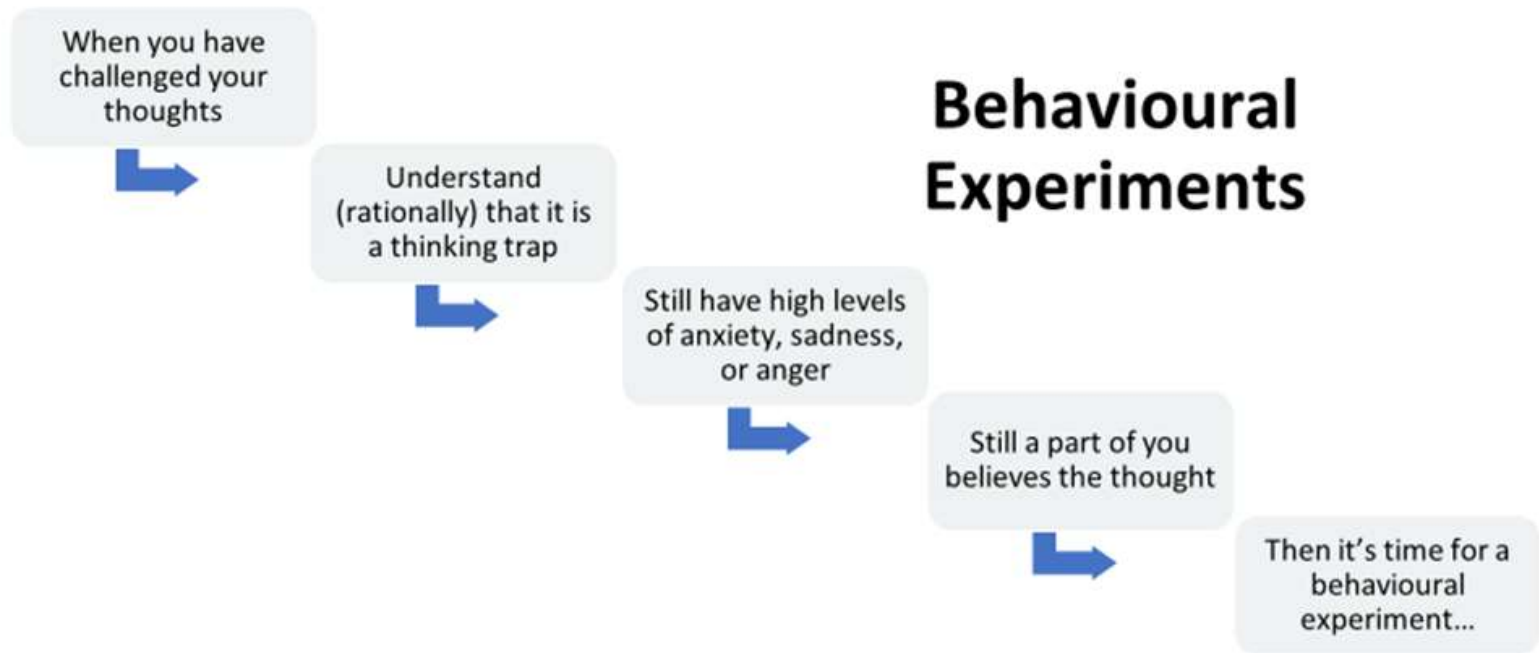 When you have
challenged your
thoughts
Behavioural
Experiments
Understand
(rationally) that it is
a thinking trap
Still have high levels
of anxiety, sadness,
or anger
Still a part of you
believes the thought
Then it’s time for a
behavioural
experiment...